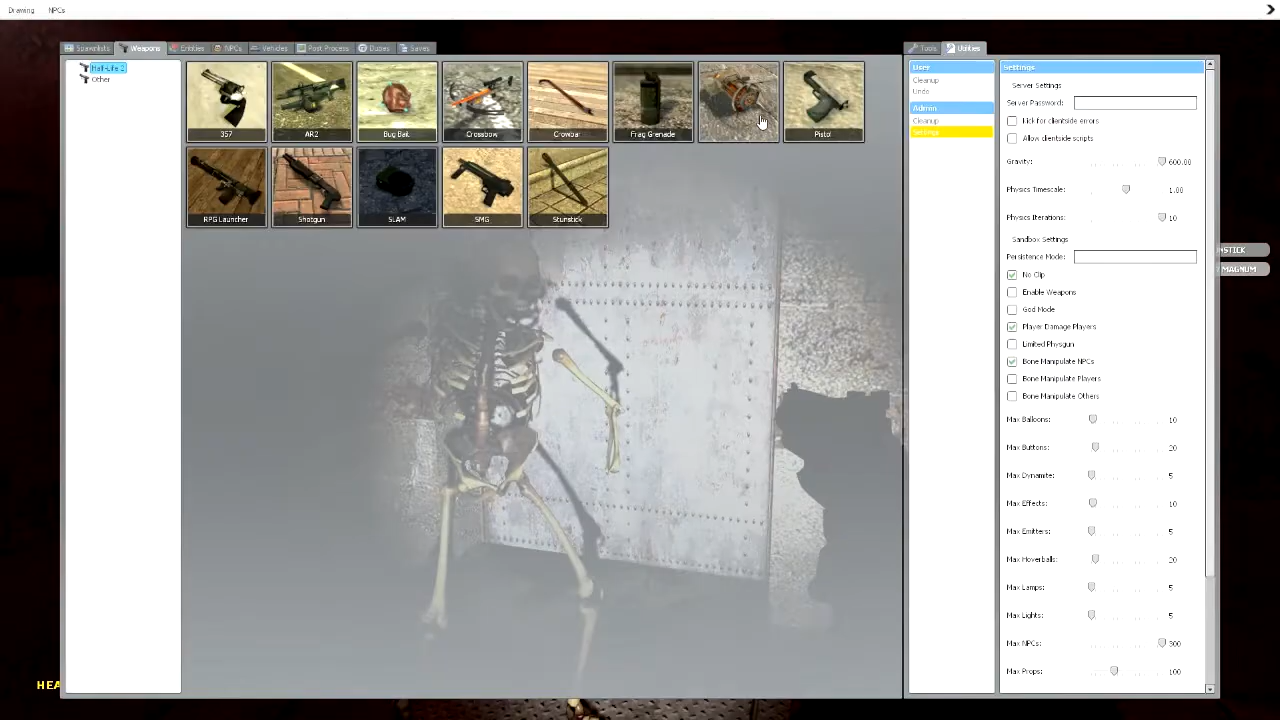 Drawing NPCs
Spawnlists Weapons Entities NPCs Vehicles Post Process Dupes Saves
Tools Utilities
Half-Life 2
Other
357 AR2 Bug Bait Crossbow Crowbar Frag Grenade Pistol
RPG Launcher Shotgun SLAM SMG Stunstick
User
Cleanup
Undo
Admin
Cleanup
Settings
Settings
Server Settings
Server Password:
Kick for clientside errors
Allow clientside scripts
Gravity: 600.00
Physics Timescale: 1.00
Physics Iterations: 10
Sandbox Settings
Persistence Mode:
No Clip
Enable Weapons
God Mode
Player Damage Players
Limited Physgun
Bone Manipulate NPCs
Bone Manipulate Players
Bone Manipulate Others
Max Balloons: 10
Max Buttons: 20
Max Dynamite: 5
Max Effects: 10
Max Emitters: 5
Max Hoverballs: 20
Max Lamps: 5
Max Lights: 5
Max NPCs: 300
Max Props: 100
NSTICK
MAGNUM
HEA